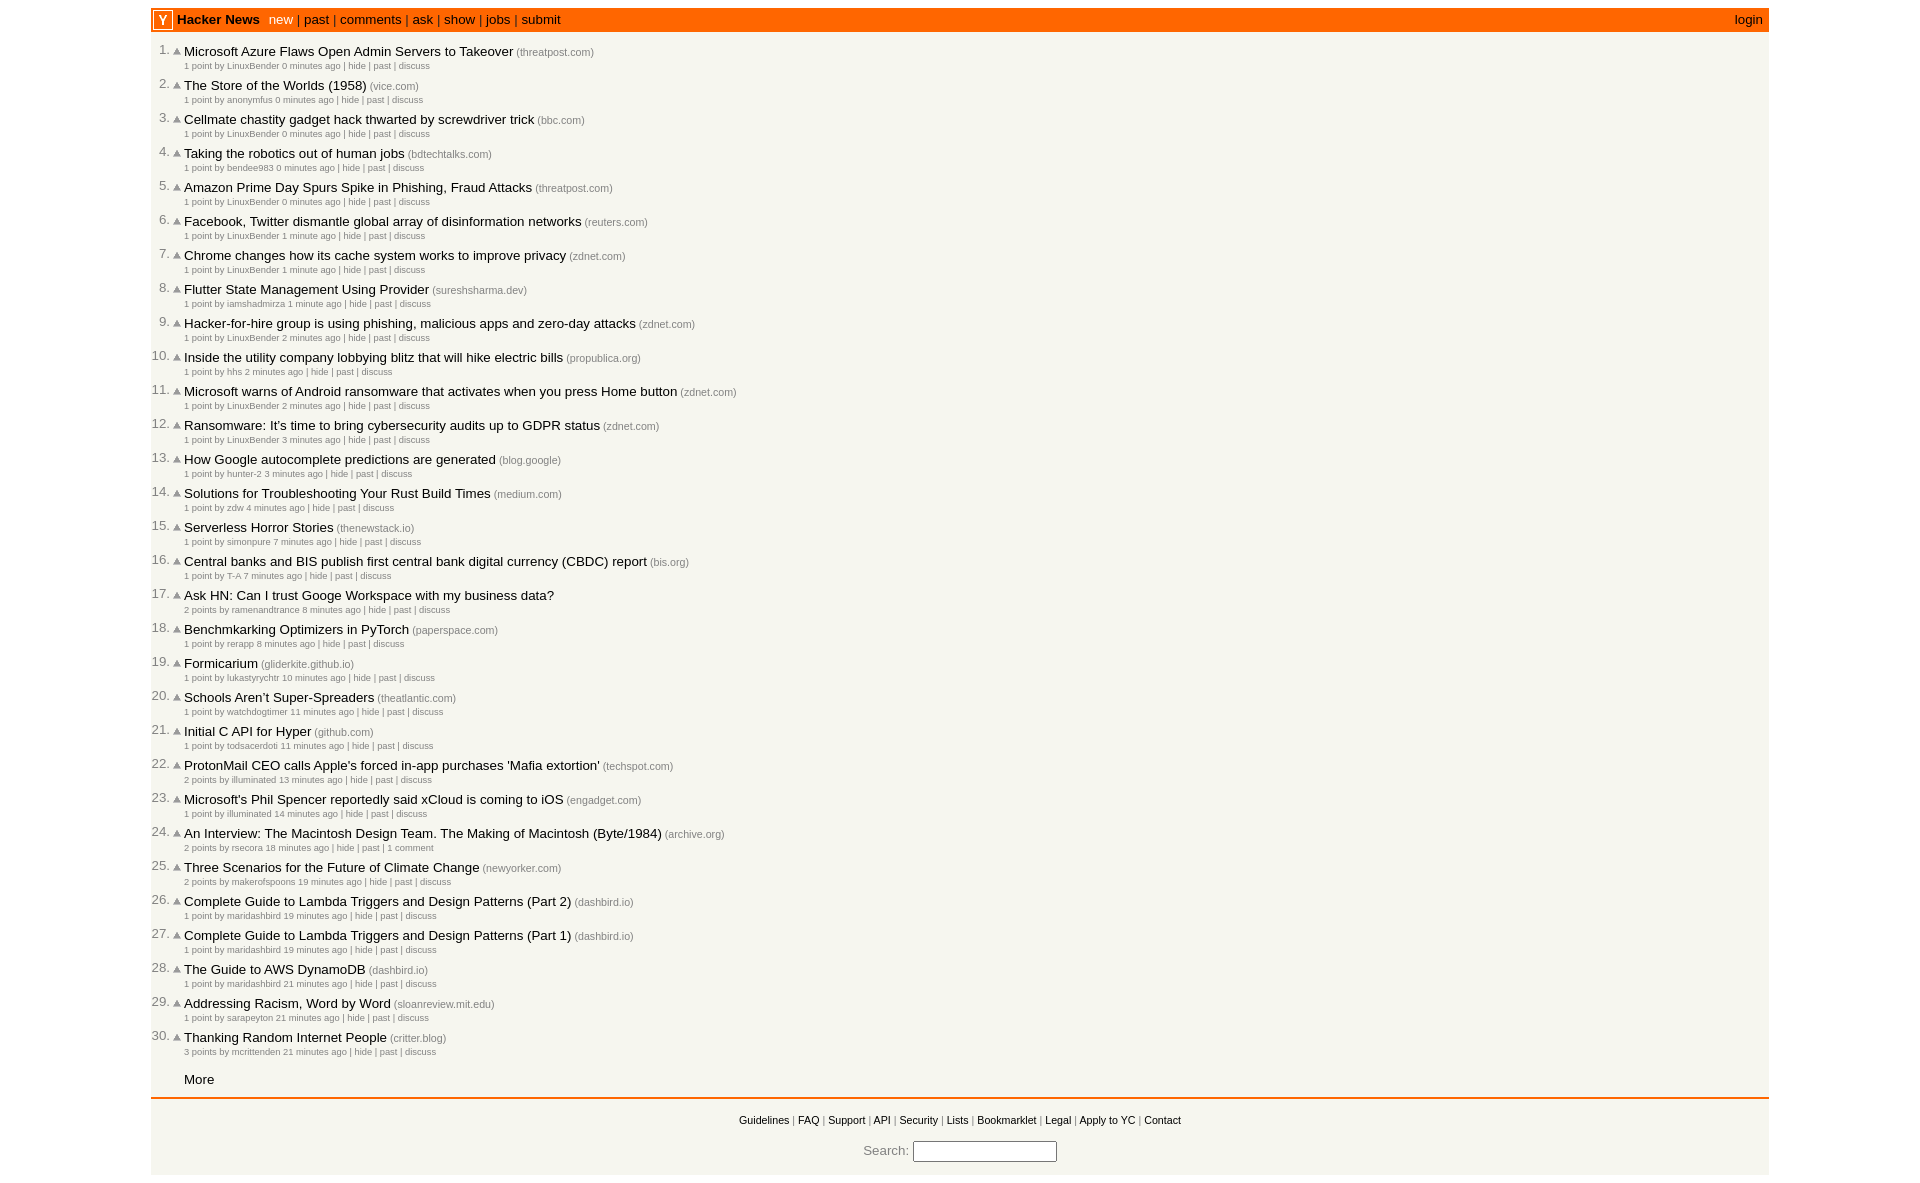 Y Hacker News new | past | comments | ask | show | jobs | submit login
1. Microsoft Azure Flaws Open Admin Servers to Takeover (threatpost.com)
1 point by LinuxBender 0 minutes ago | hide | past | discuss
2. The Store of the Worlds (1958) (vice.com)
1 point by anonymfus 0 minutes ago | hide | past | discuss
3. Cellmate chastity gadget hack thwarted by screwdriver trick (bbc.com)
1 point by LinuxBender 0 minutes ago | hide | past | discuss
4. Taking the robotics out of human jobs (bdtechtalks.com)
1 point by bendee983 0 minutes ago | hide | past | discuss
5. Amazon Prime Day Spurs Spike in Phishing, Fraud Attacks (threatpost.com)
1 point by LinuxBender 0 minutes ago | hide | past | discuss
6. Facebook, Twitter dismantle global array of disinformation networks (reuters.com)
1 point by LinuxBender 1 minute ago | hide | past | discuss
7. Chrome changes how its cache system works to improve privacy (zdnet.com)
1 point by LinuxBender 1 minute ago | hide | past | discuss
8. Flutter State Management Using Provider (sureshsharma.dev)
1 point by iamshadmirza 1 minute ago | hide | past | discuss
9. Hacker-for-hire group is using phishing, malicious apps and zero-day attacks (zdnet.com)
1 point by LinuxBender 2 minutes ago | hide | past | discuss
10. Inside the utility company lobbying blitz that will hike electric bills (propublica.org)
1 point by hhs 2 minutes ago | hide | past | discuss
11. Microsoft warns of Android ransomware that activates when you press Home button (zdnet.com)
1 point by LinuxBender 2 minutes ago | hide | past | discuss
12. Ransomware: It's time to bring cybersecurity audits up to GDPR status (zdnet.com)
1 point by LinuxBender 3 minutes ago | hide | past | discuss
13. How Google autocomplete predictions are generated (blog.google)
1 point by hunter-2 3 minutes ago | hide | past | discuss
14. Solutions for Troubleshooting Your Rust Build Times (medium.com)
1 point by zdw 4 minutes ago | hide | past | discuss
15. Serverless Horror Stories (thenewstack.io)
1 point by simonpure 7 minutes ago | hide | past | discuss
16. Central banks and BIS publish first central bank digital currency (CBDC) report (bis.org)
1 point by T-A 7 minutes ago | hide | past | discuss
17. Ask HN: Can I trust Googe Workspace with my business data?
2 points by ramenandtrance 8 minutes ago | hide | past | discuss
18. Benchmkarking Optimizers in PyTorch (paperspace.com)
1 point by rerapp 8 minutes ago | hide | past | discuss
19. Formicarium (gliderkite.github.io)
1 point by lukastyrychtr 10 minutes ago | hide | past | discuss
20. Schools Aren’t Super-Spreaders (theatlantic.com)
1 point by watchdogtimer 11 minutes ago | hide | past | discuss
21. Initial C API for Hyper (github.com)
1 point by todsacerdoti 11 minutes ago | hide | past | discuss
22. ProtonMail CEO calls Apple's forced in-app purchases 'Mafia extortion' (techspot.com)
2 points by illuminated 13 minutes ago | hide | past | discuss
23. Microsoft's Phil Spencer reportedly said xCloud is coming to iOS (engadget.com)
1 point by illuminated 14 minutes ago | hide | past | discuss
24. An Interview: The Macintosh Design Team. The Making of Macintosh (Byte/1984) (archive.org)
2 points by rsecora 18 minutes ago | hide | past | 1 comment
25. Three Scenarios for the Future of Climate Change (newyorker.com)
2 points by makerofspoons 19 minutes ago | hide | past | discuss
26. Complete Guide to Lambda Triggers and Design Patterns (Part 2) (dashbird.io)
1 point by maridashbird 19 minutes ago | hide | past | discuss
27. Complete Guide to Lambda Triggers and Design Patterns (Part 1) (dashbird.io)
1 point by maridashbird 19 minutes ago | hide | past | discuss
28. The Guide to AWS DynamoDB (dashbird.io)
1 point by maridashbird 21 minutes ago | hide | past | discuss
29. Addressing Racism, Word by Word (sloanreview.mit.edu)
1 point by sarapeyton 21 minutes ago | hide | past | discuss
30. Thanking Random Internet People (critter.blog)
3 points by mcrittenden 21 minutes ago | hide | past | discuss
More
Guidelines | FAQ | Support | API | Security | Lists | Bookmarklet | Legal | Apply to YC | Contact
Search: